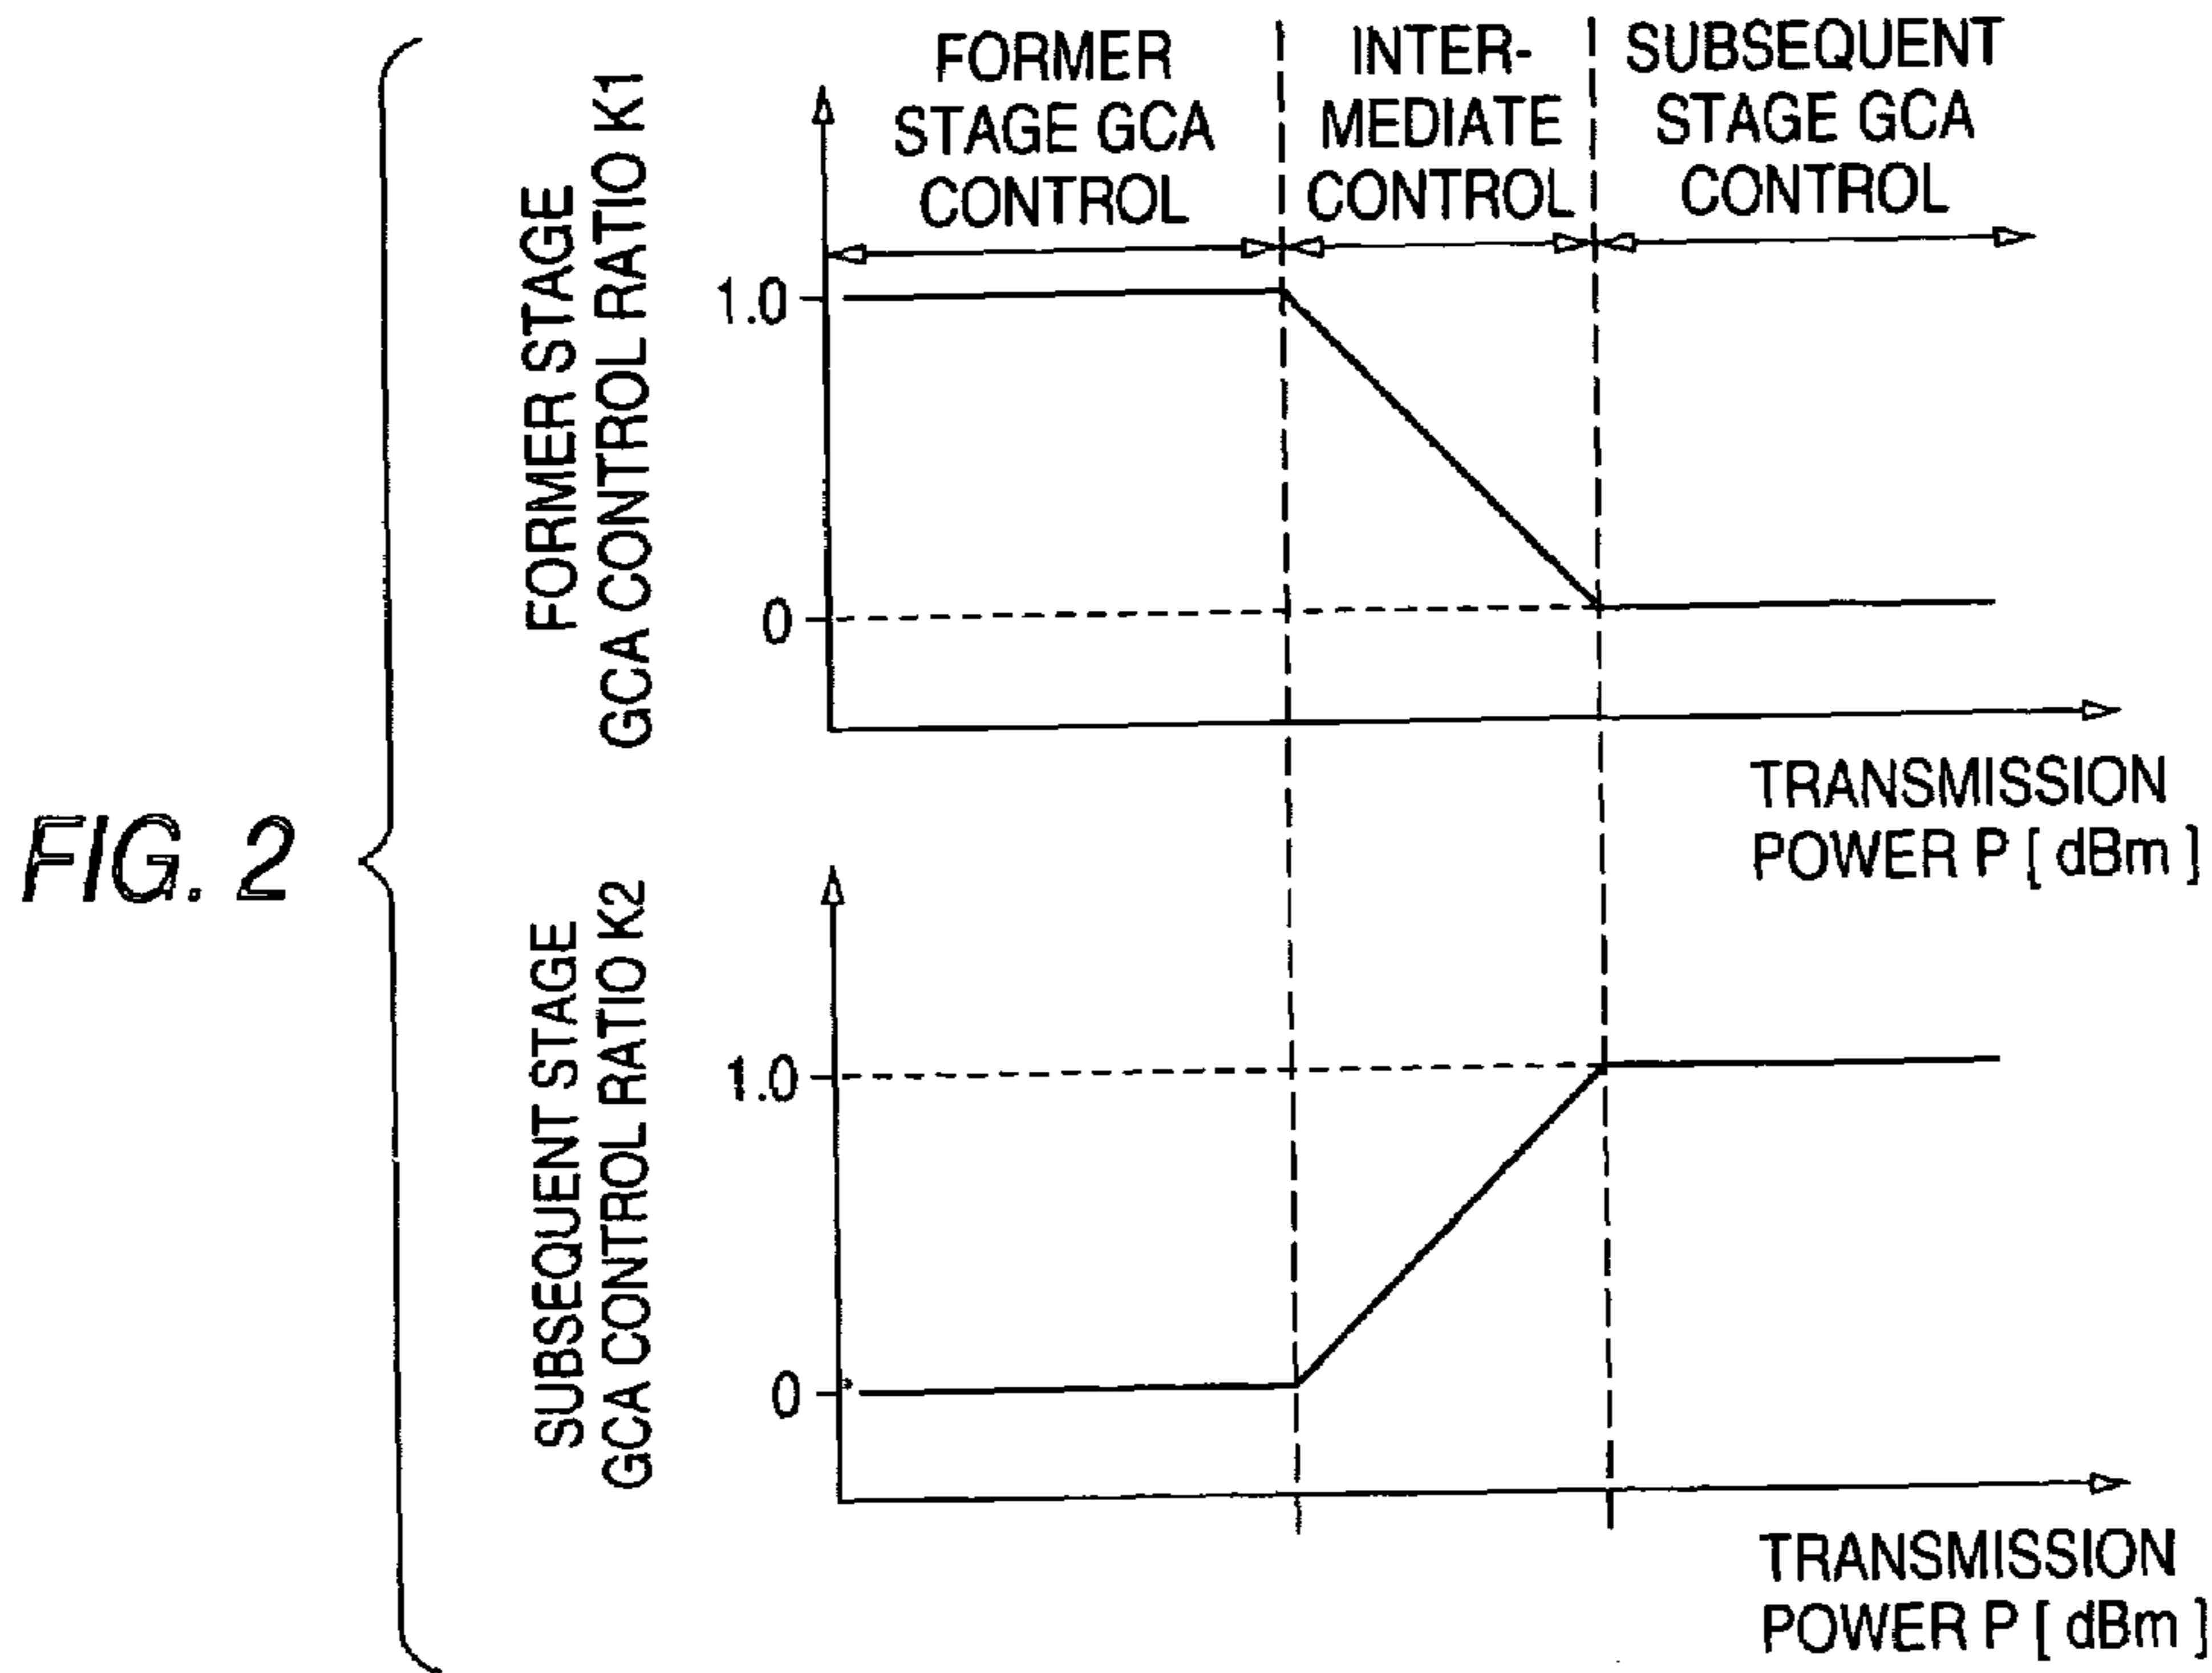 FIG. 2
FORMER STAGE
GCA CONTROL RATIO K1
FORMER
STAGE GCA
CONTROL
INTER-
MEDIATE
CONTROL
SUBSEQUENT
STAGE GCA
CONTROL
1.0
0
TRANSMISSION
POWER P [ dBm ]
SUBSEQUENT STAGE
GCA CONTROL RATIO K2
1.0
0
TRANSMISSION
POWER P [ dBm ]